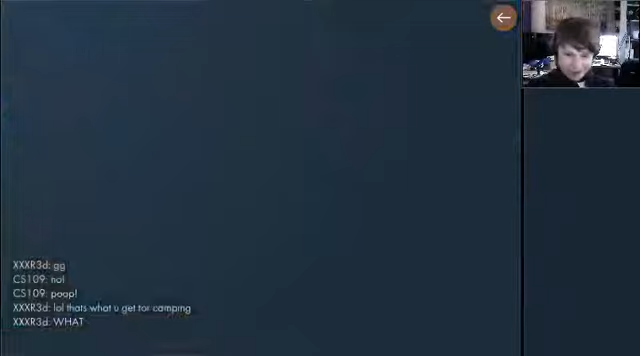 XXXR3d: gg
CS109: no!
CS109: poop!
XXXR3d: lol thats what u get for camping
XXXR3d: WHAT